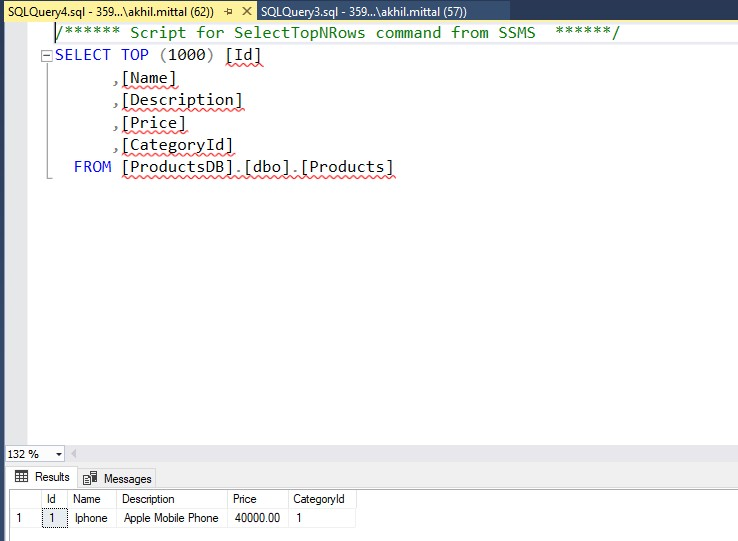 SQLQuery4.sql - 359...\akhil.mittal (62)) SQLQuery3.sql - 359...\akhil.mittal (57))
/****** Script for SelectTopNRows command from SSMS ******/
SELECT TOP (1000) [Id]
,[Name]
,[Description]
,[Price]
,[CategoryId]
FROM [ProductsDB].[dbo].[Products]
132 %
Results Messages
Id Name Description Price CategoryId
1 1 Iphone Apple Mobile Phone 40000.00 1